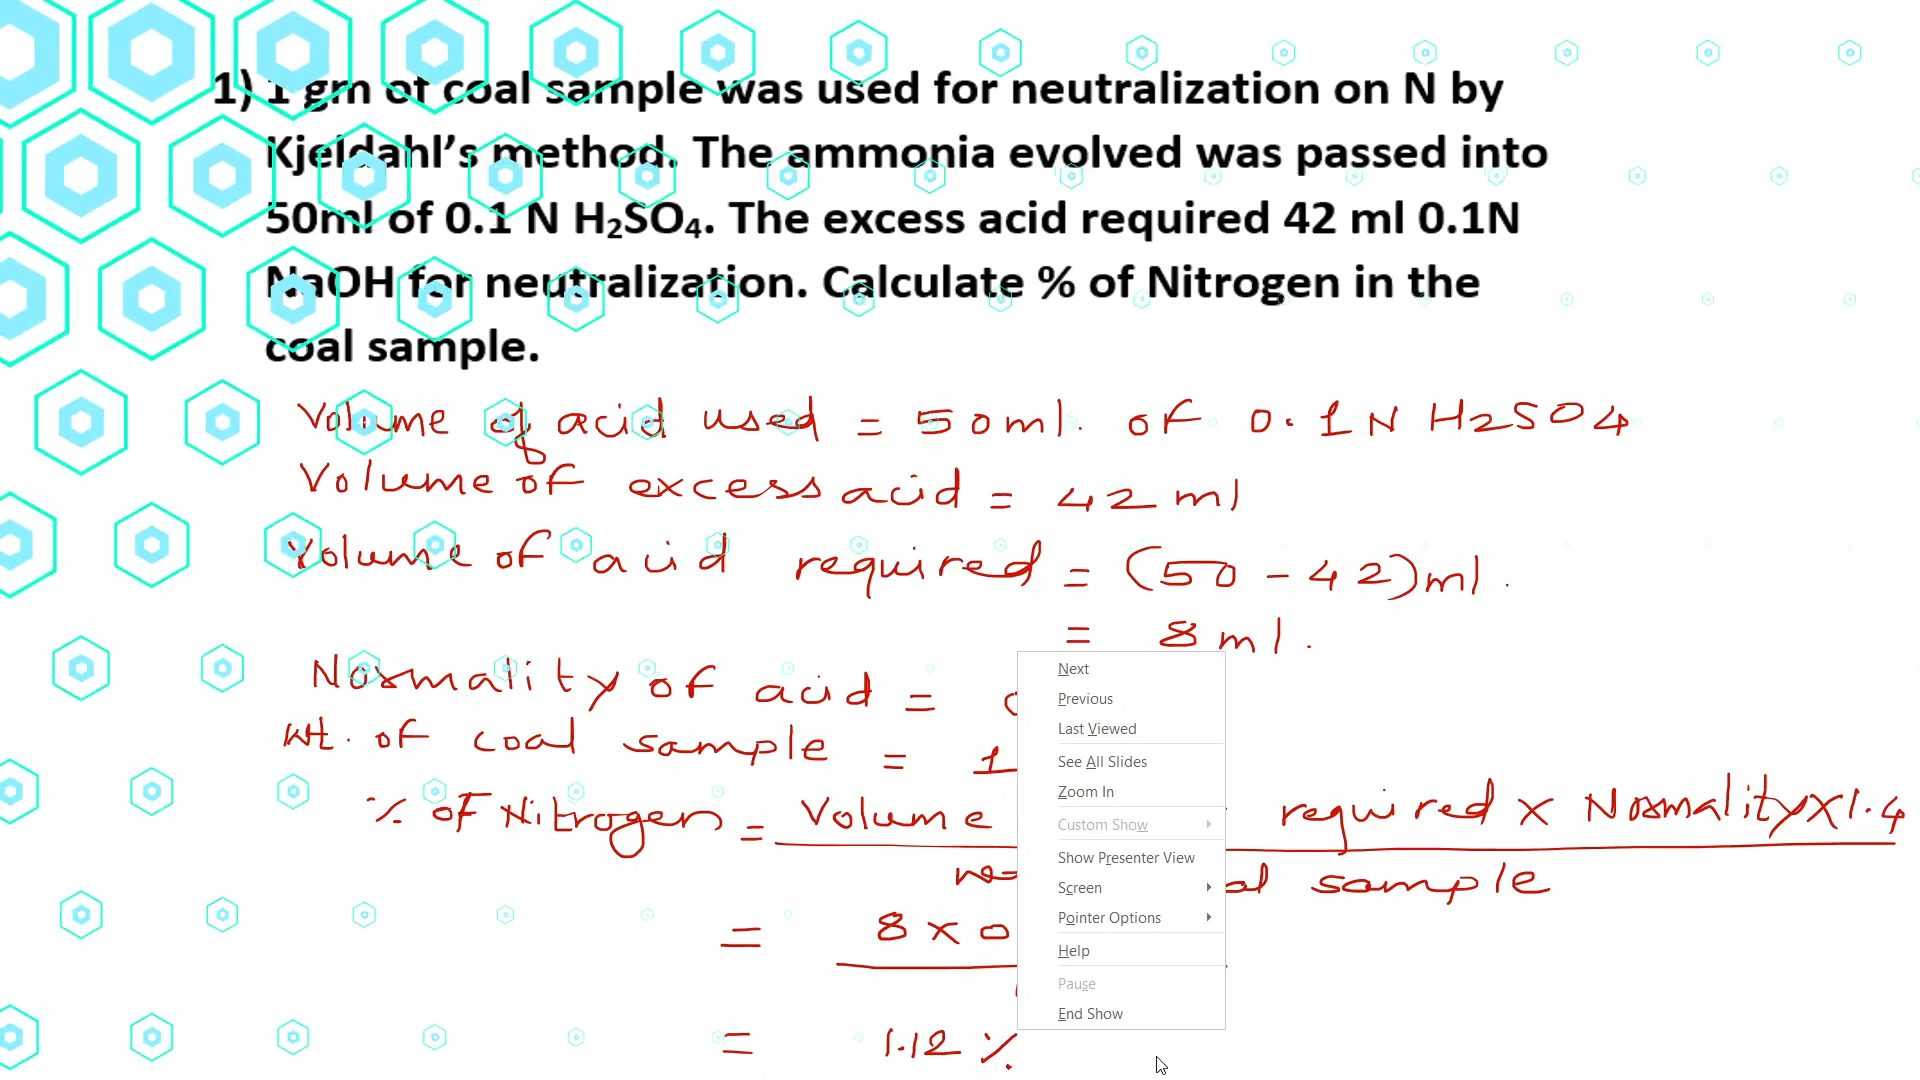 1) 1 gm of coal sample was used for neutralization on N by
Kjeldahl's method. The ammonia evolved was passed into
50ml of 0.1 N H₂SO₄. The excess acid required 42 ml 0.1N
NaOH for neutralization. Calculate % of Nitrogen in the
coal sample.
Volume of acid used = 50ml. of 0.1N H2SO4
Volume of excess acid = 42 ml
Volume of acid required = (50 - 42)ml.
= 8 ml.
Normality of acid =
Wt. of coal sample = 1
% of Nitrogen = Volume required x Normality x 1.4
sample
= 8 x 0
= 1.12 %
Next
Previous
Last Viewed
See All Slides
Zoom In
Custom Show
Show Presenter View
Screen
Pointer Options
Help
Pause
End Show